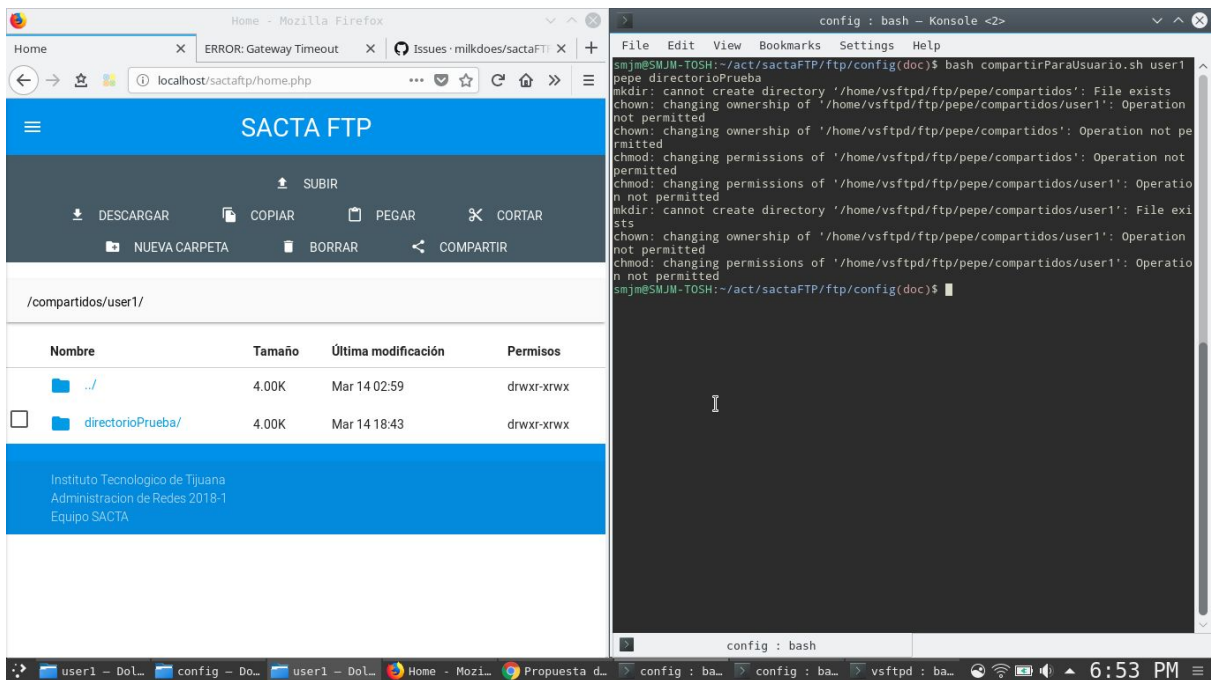 Home - Mozilla Firefox
Home
ERROR: Gateway Timeout
Issues · milkdoes/sactaFT
localhost/sactaftp/home.php
SACTA FTP
SUBIR
DESCARGAR COPIAR PEGAR CORTAR
NUEVA CARPETA BORRAR COMPARTIR
/compartidos/user1/
Nombre Tamaño Última modificación Permisos
../ 4.00K Mar 14 02:59 drwxr-xrwx
directorioPrueba/ 4.00K Mar 14 18:43 drwxr-xrwx
Instituto Tecnologico de Tijuana
Administracion de Redes 2018-1
Equipo SACTA
config : bash — Konsole <2>
File Edit View Bookmarks Settings Help
smjm@SMJM-TOSH:~/act/sactaFTP/ftp/config(doc)$ bash compartirParaUsuario.sh user1
pepe directorioPrueba
mkdir: cannot create directory ‘/home/vsftpd/ftp/pepe/compartidos’: File exists
chown: changing ownership of '/home/vsftpd/ftp/pepe/compartidos/user1': Operation
not permitted
chown: changing ownership of '/home/vsftpd/ftp/pepe/compartidos': Operation not pe
rmitted
chmod: changing permissions of '/home/vsftpd/ftp/pepe/compartidos': Operation not
permitted
chmod: changing permissions of '/home/vsftpd/ftp/pepe/compartidos/user1': Operatio
n not permitted
mkdir: cannot create directory ‘/home/vsftpd/ftp/pepe/compartidos/user1’: File exi
sts
chown: changing ownership of '/home/vsftpd/ftp/pepe/compartidos/user1': Operation
not permitted
chmod: changing permissions of '/home/vsftpd/ftp/pepe/compartidos/user1': Operatio
n not permitted
smjm@SMJM-TOSH:~/act/sactaFTP/ftp/config(doc)$
config : bash
user1 — Dol… config — Do… user1 — Dol… Home - Mozi… Propuesta d… config : ba… config : ba… vsftpd : ba… 6:53 PM